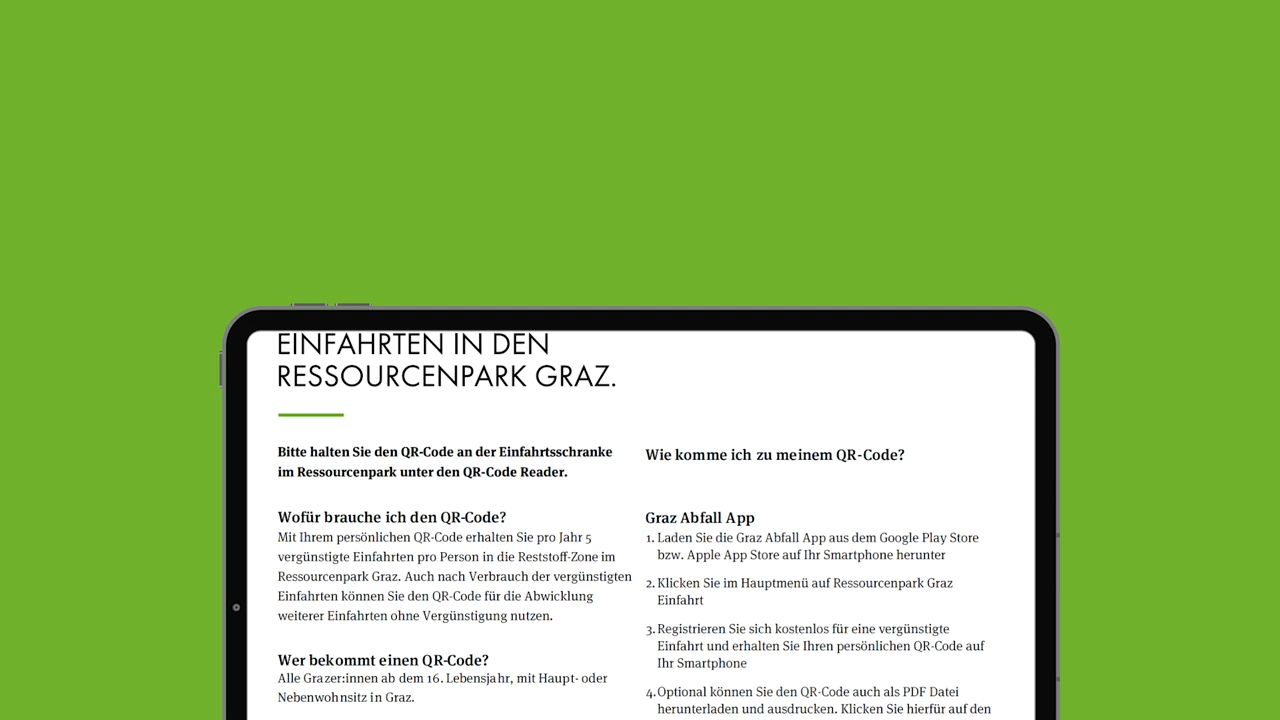 EINFAHRTEN IN DEN
RESSOURCENPARK GRAZ.
Bitte halten Sie den QR-Code an der Einfahrtsschranke
im Ressourcenpark unter den QR-Code Reader.
Wofür brauche ich den QR-Code?
Mit Ihrem persönlichen QR-Code erhalten Sie pro Jahr 5
vergünstigte Einfahrten pro Person in die Reststoff-Zone im
Ressourcenpark Graz. Auch nach Verbrauch der vergünstigten
Einfahrten können Sie den QR-Code für die Abwicklung
weiterer Einfahrten ohne Vergünstigung nutzen.
Wer bekommt einen QR-Code?
Alle Grazer:innen ab dem 16. Lebensjahr, mit Haupt- oder
Nebenwohnsitz in Graz.
Wie komme ich zu meinem QR-Code?
Graz Abfall App
1. Laden Sie die Graz Abfall App aus dem Google Play Store
bzw. Apple App Store auf Ihr Smartphone herunter
2. Klicken Sie im Hauptmenü auf Ressourcenpark Graz
Einfahrt
3. Registrieren Sie sich kostenlos für eine vergünstigte
Einfahrt und erhalten Sie Ihren persönlichen QR-Code auf
Ihr Smartphone
4. Optional können Sie den QR-Code auch als PDF Datei
herunterladen und ausdrucken. Klicken Sie hierfür auf den